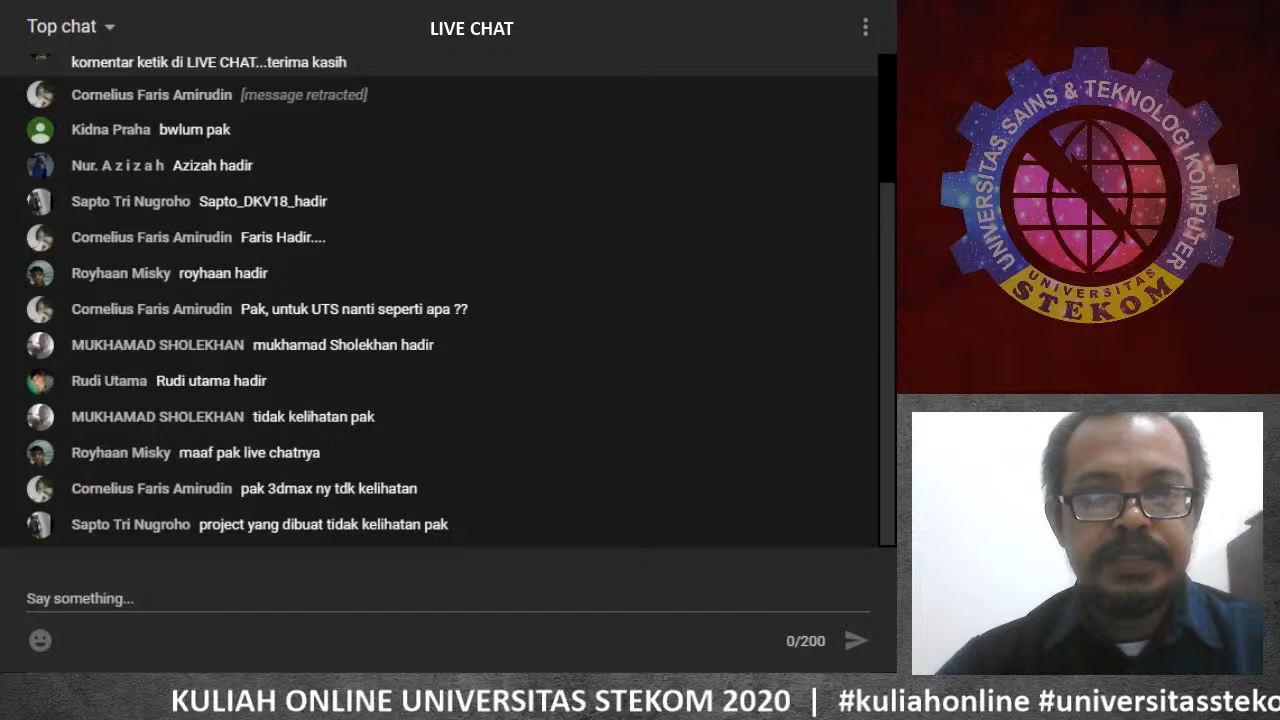 Top chat
LIVE CHAT
komentar ketik di LIVE CHAT...terima kasih
Cornelius Faris Amirudin [message retracted]
Kidna Praha bwlum pak
Nur. A z i z a h Azizah hadir
Sapto Tri Nugroho Sapto_DKV18_hadir
Cornelius Faris Amirudin Faris Hadir....
Royhaan Misky royhaan hadir
Cornelius Faris Amirudin Pak, untuk UTS nanti seperti apa ??
MUKHAMAD SHOLEKHAN mukhamad Sholekhan hadir
Rudi Utama Rudi utama hadir
MUKHAMAD SHOLEKHAN tidak kelihatan pak
Royhaan Misky maaf pak live chatnya
Cornelius Faris Amirudin pak 3dmax ny tdk kelihatan
Sapto Tri Nugroho project yang dibuat tidak kelihatan pak
Say something...
0/200
UNIVERSITAS SAINS & TEKNOLOGI KOMPUTER
UNIVERSITAS
STEKOM
KULIAH ONLINE UNIVERSITAS STEKOM 2020 | #kuliahonline #universitassteko